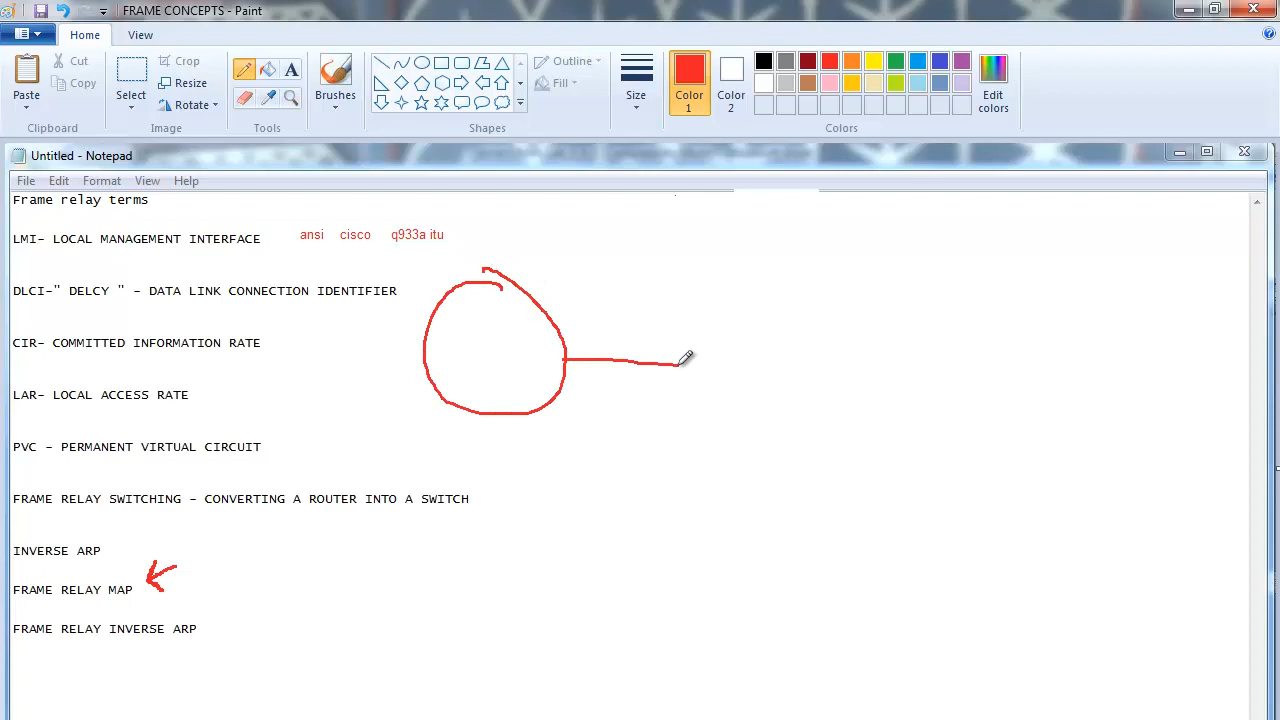 FRAME CONCEPTS - Paint
Home View
Paste
Cut
Copy
Clipboard
Select
Crop
Resize
Rotate
Image
A
Tools
Brushes
Outline
Fill
Shapes
Size
Color 1
Color 2
Edit colors
Colors
Untitled - Notepad
File Edit Format View Help
Frame relay terms
LMI- LOCAL MANAGEMENT INTERFACE ansi cisco q933a itu
DLCI-" DELCY " - DATA LINK CONNECTION IDENTIFIER
CIR- COMMITTED INFORMATION RATE
LAR- LOCAL ACCESS RATE
PVC - PERMANENT VIRTUAL CIRCUIT
FRAME RELAY SWITCHING - CONVERTING A ROUTER INTO A SWITCH
INVERSE ARP
FRAME RELAY MAP
FRAME RELAY INVERSE ARP